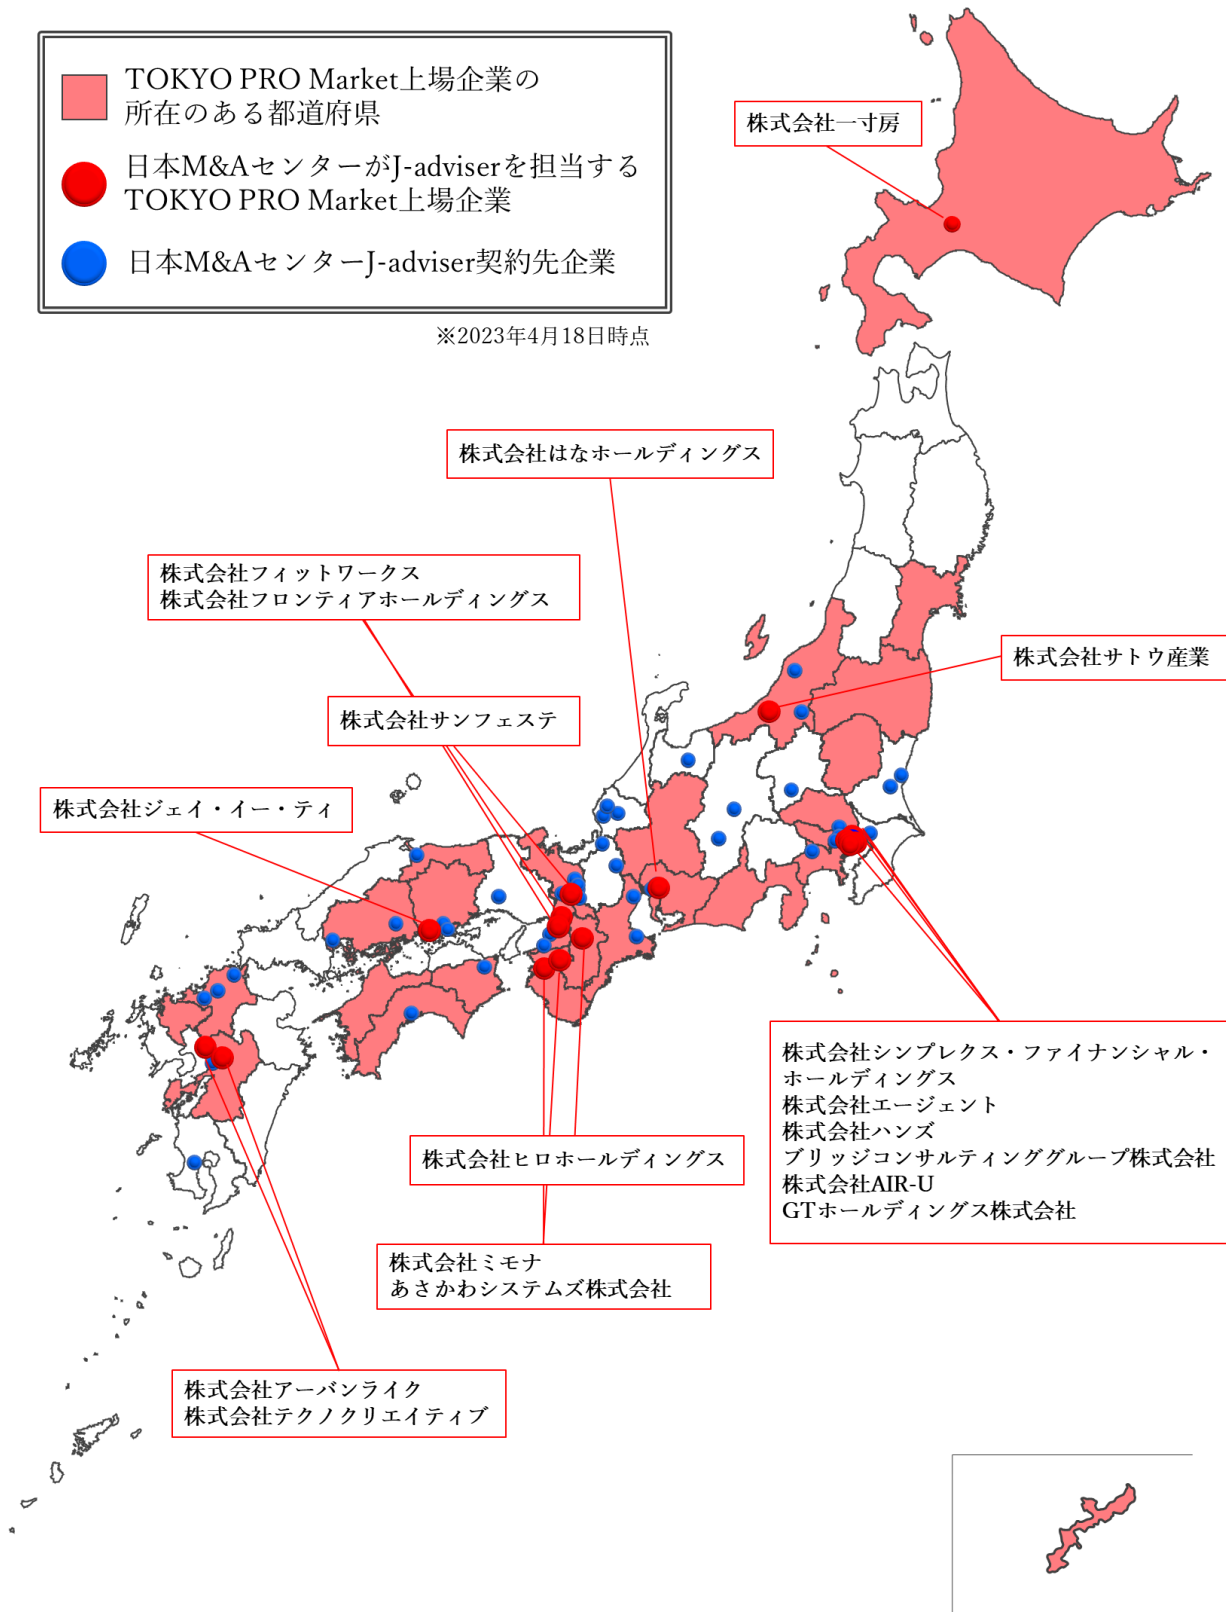 TOKYO PRO Market上場企業の
所在のある都道府県
日本M&AセンターがJ-adviserを担当する
TOKYO PRO Market上場企業
日本M&AセンターJ-adviser契約先企業
※2023年4月18日時点
株式会社一寸房
株式会社はなホールディングス
株式会社フィットワークス
株式会社フロンティアホールディングス
株式会社サトウ産業
株式会社サンフェステ
株式会社ジェイ・イー・ティ
株式会社シンプレクス・ファイナンシャル・
ホールディングス
株式会社エージェント
株式会社ハンズ
ブリッジコンサルティンググループ株式会社
株式会社AIR-U
GTホールディングス株式会社
株式会社ヒロホールディングス
株式会社ミモナ
あさかわシステムズ株式会社
株式会社アーバンライク
株式会社テクノクリエイティブ